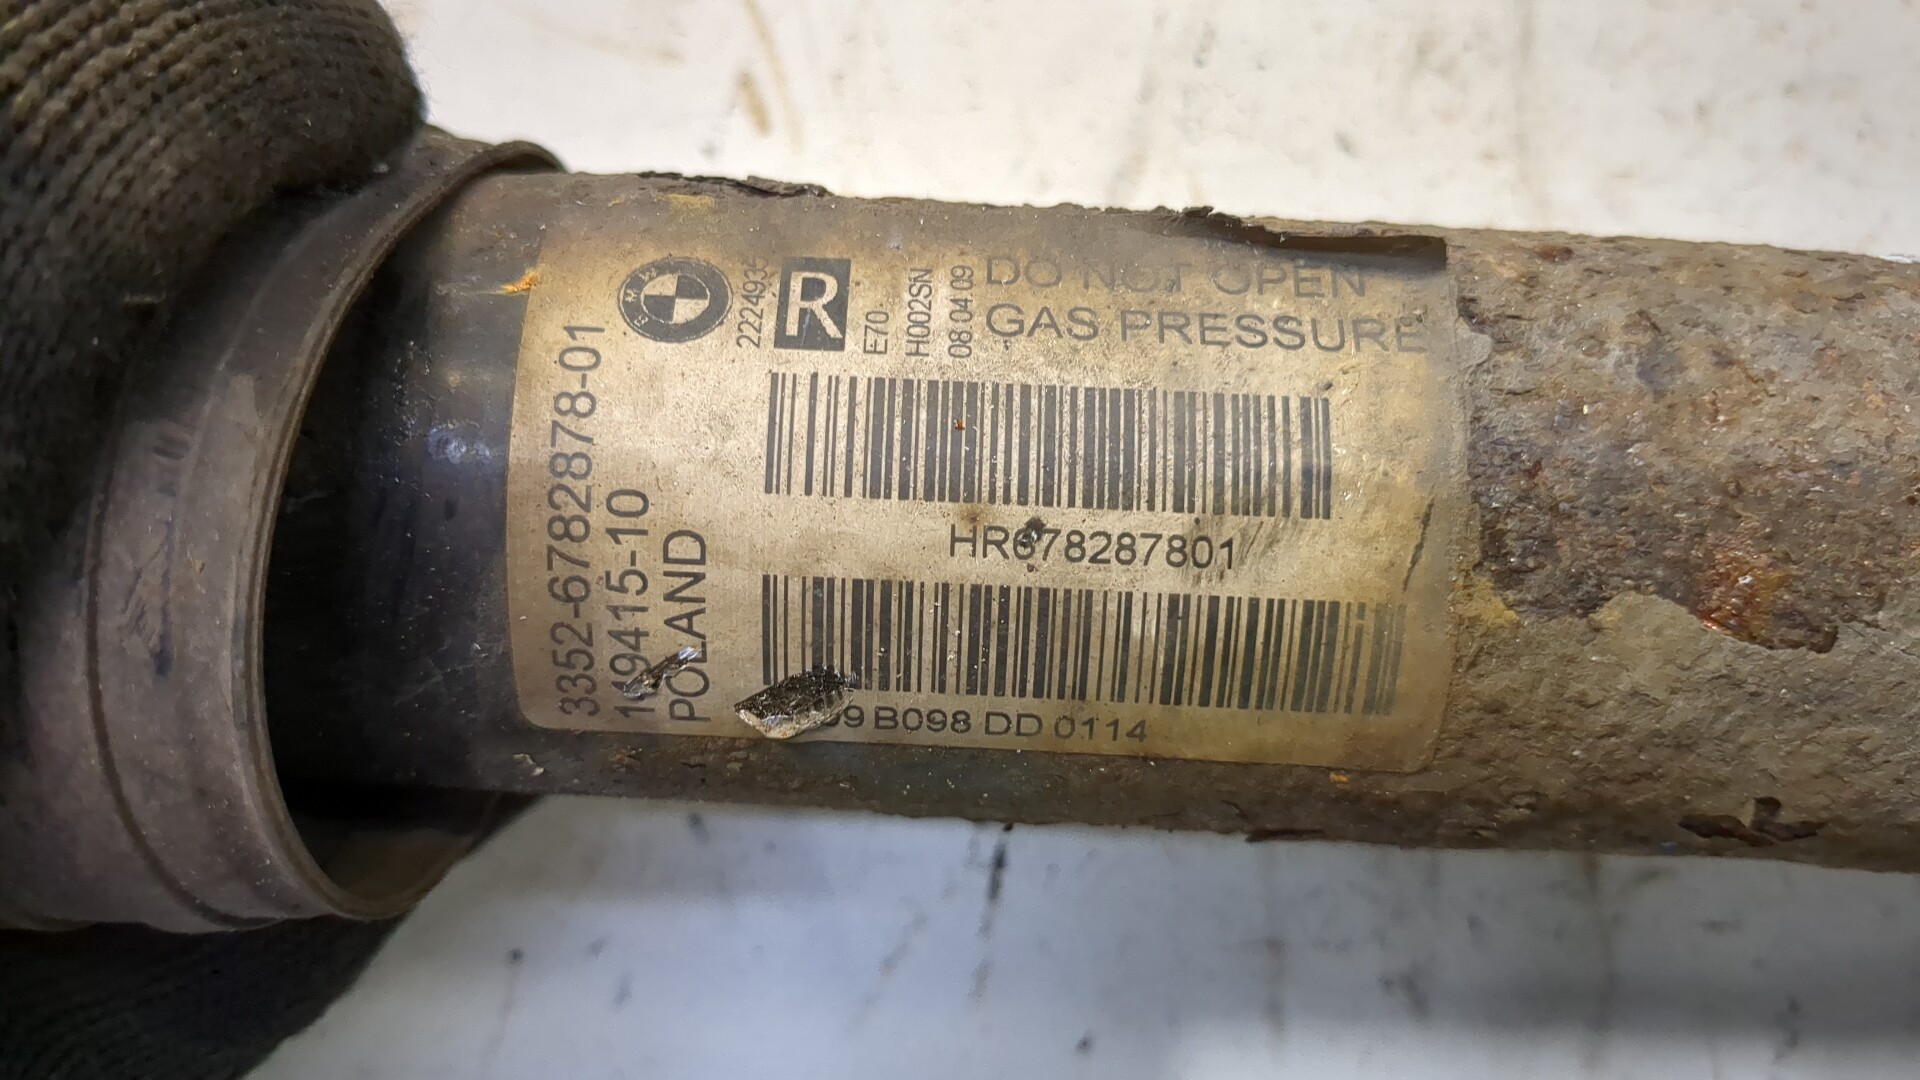 BMW
2224935
R
E70
H002SN
08 04 09
DO NOT OPEN
GAS PRESSURE
3352-6782878-01
POLAND
HR678287801
09 B098 DD 0114